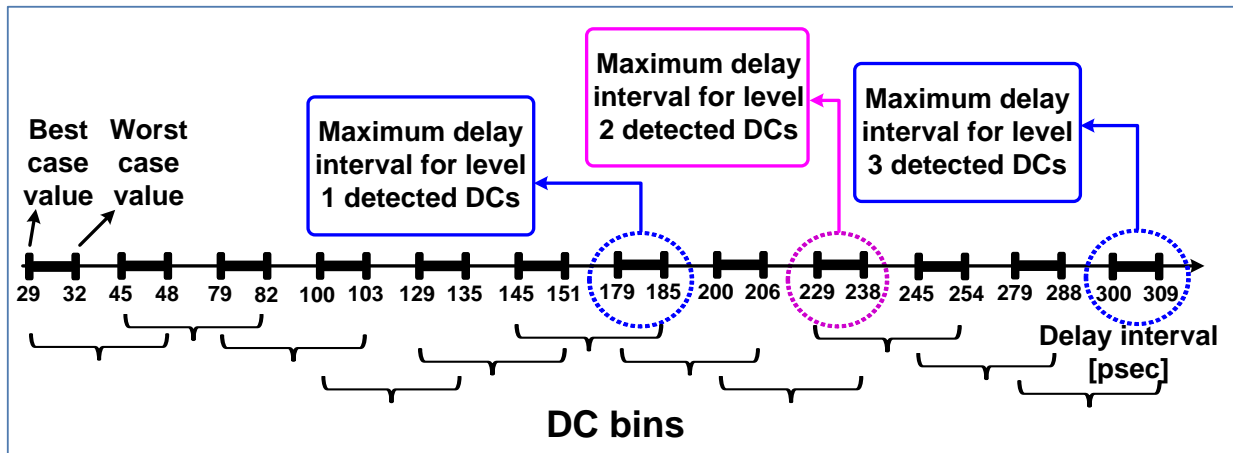 Maximum delay
interval for level
2 detected DCs
Maximum delay
interval for level
3 detected DCs
Maximum delay
interval for level
1 detected DCs
Best
case
value
Worst
case
value
29 32 45 48 79 82 100 103 129 135 145 151 179 185 200 206 229 238 245 254 279 288 300 309
Delay interval
[psec]
DC bins